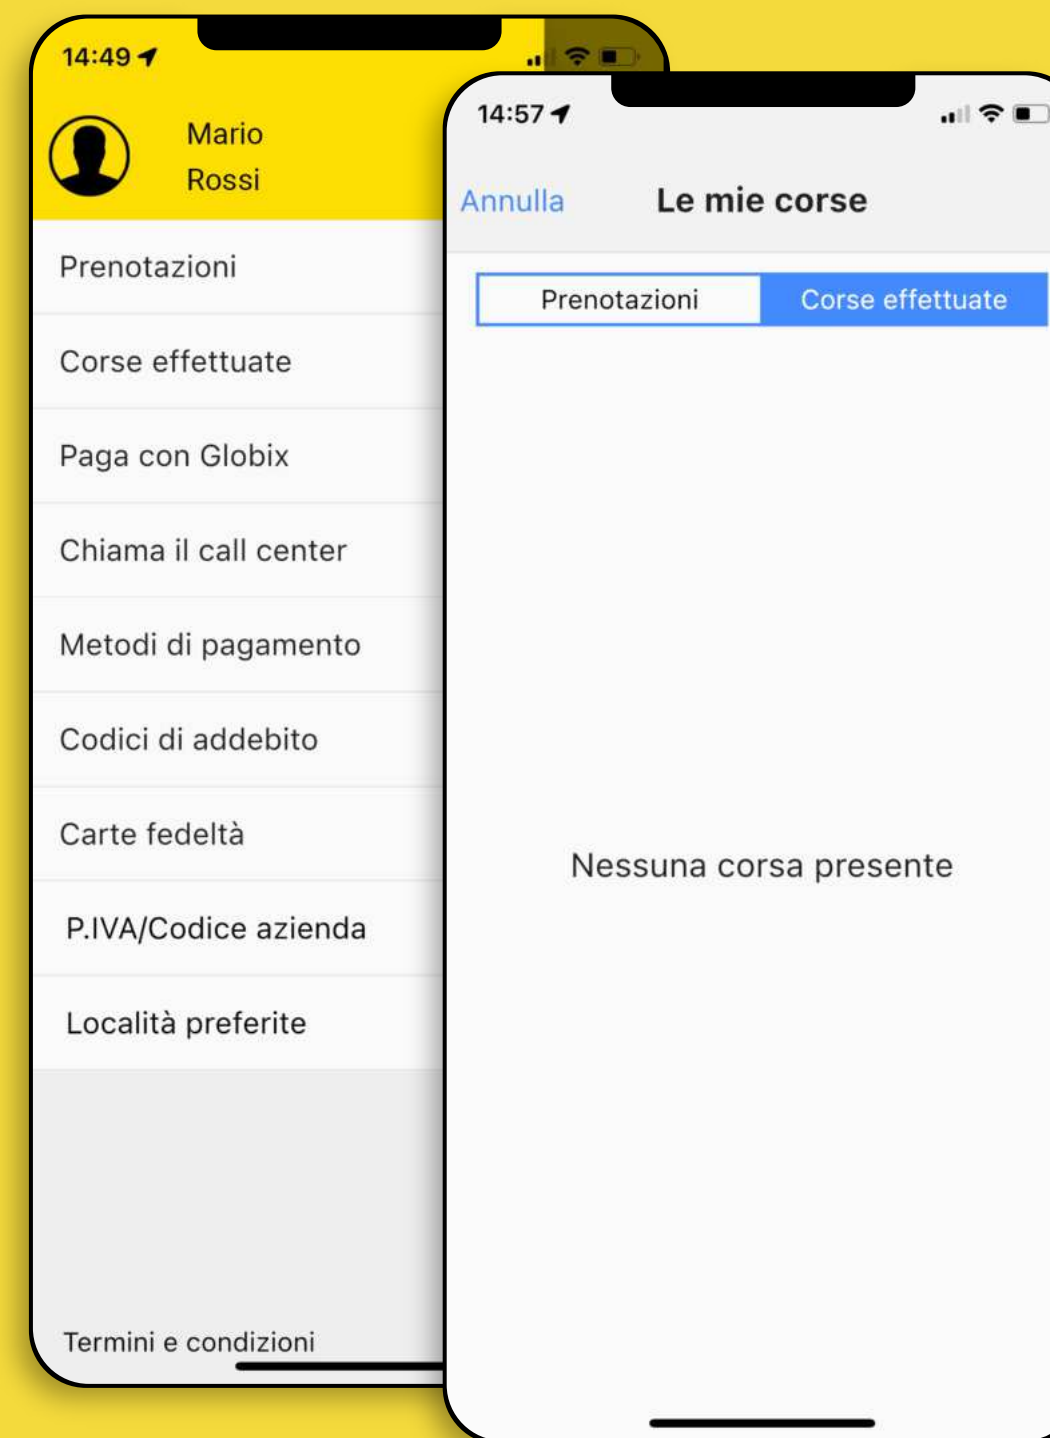 14:49
Mario
Rossi
Prenotazioni
Corse effettuate
Paga con Globix
Chiama il call center
Metodi di pagamento
Codici di addebito
Carte fedeltà
P.IVA/Codice azienda
Località preferite
Termini e condizioni
14:57
Annulla Le mie corse
Prenotazioni Corse effettuate
Nessuna corsa presente